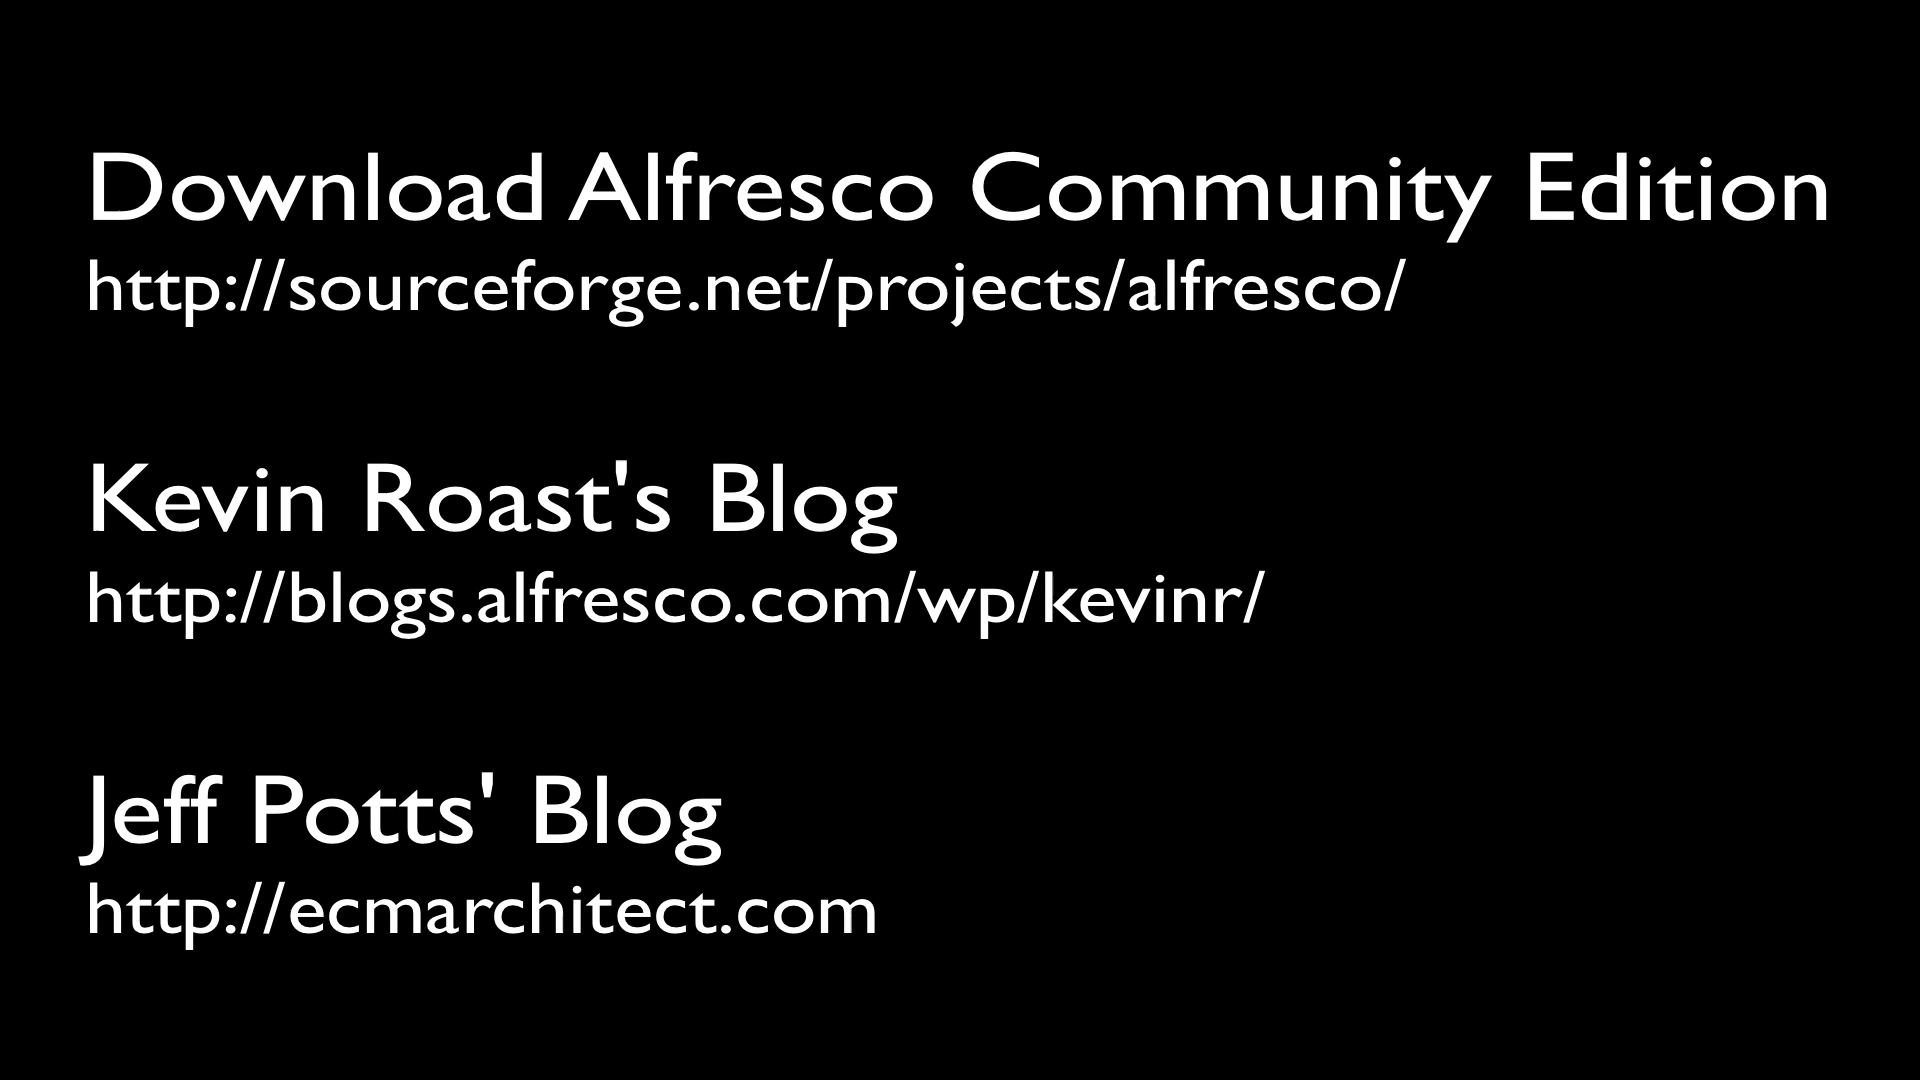 Download Alfresco Community Edition
http://sourceforge.net/projects/alfresco/
Kevin Roast's Blog
http://blogs.alfresco.com/wp/kevinr/
Jeff Potts' Blog
http://ecmarchitect.com